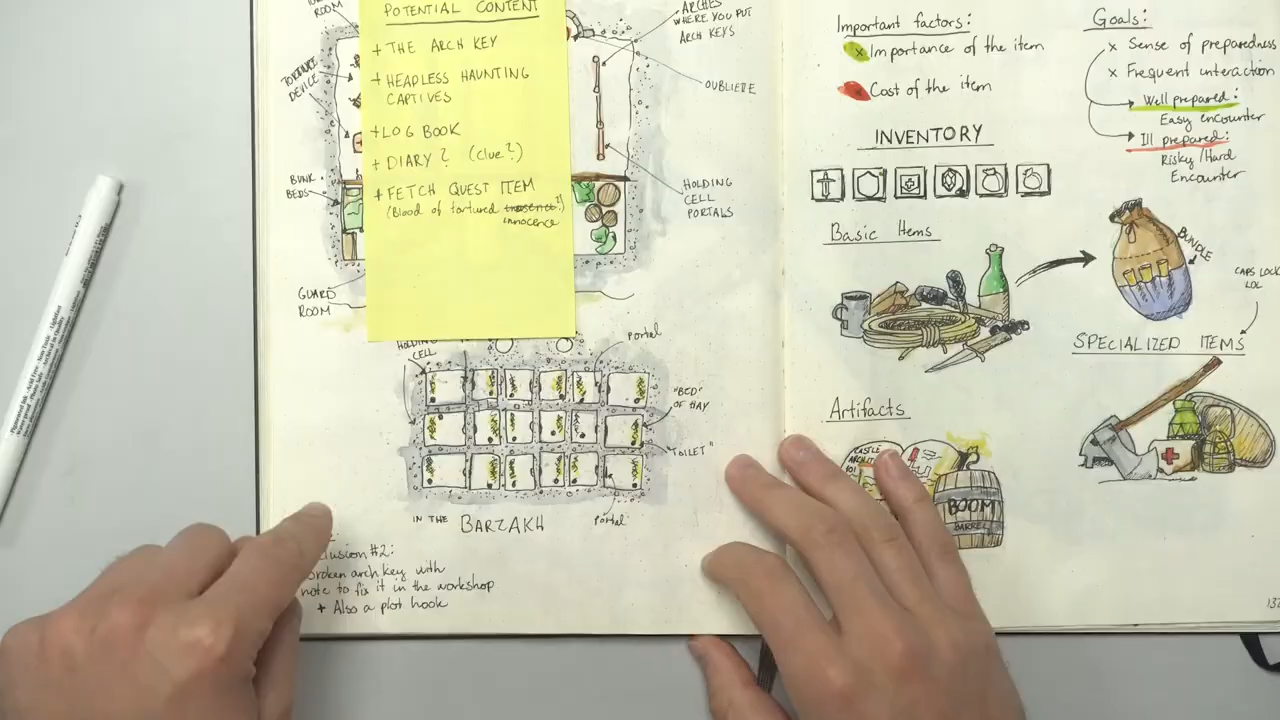 ROOM
TORTURE
DEVICE
BUNK
BEDS
GUARD
ROOM
POTENTIAL CONTENT
+ THE ARCH KEY
+ HEADLESS HAUNTING
CAPTIVES
+ LOG BOOK
+ DIARY? (clue?)
+ FETCH QUEST ITEM
(Blood of tortured
innocence
ARCHES
WHERE YOU PUT
ARCH KEYS
OUBLIETE
HOLDING
CELL
PORTALS
HOLDING
CELL
Portal
"BED"
OF HAY
"TOILET"
Portal
IN THE BARZAKH
clusion #2:
broken arch key with
note to fix it in the workshop
+ Also a plot hook
Important factors:
x Importance of the item
x Cost of the item
Goals:
x Sense of preparedness
x Frequent interaction
Well prepared:
Easy encounter
Ill prepared:
Risky/Hard
Encounter
INVENTORY
Basic Items
BUNDLE
CAPS LOCK
LOL
SPECIALIZED ITEMS
Artifacts
CASTLE
BOOM
BARREL